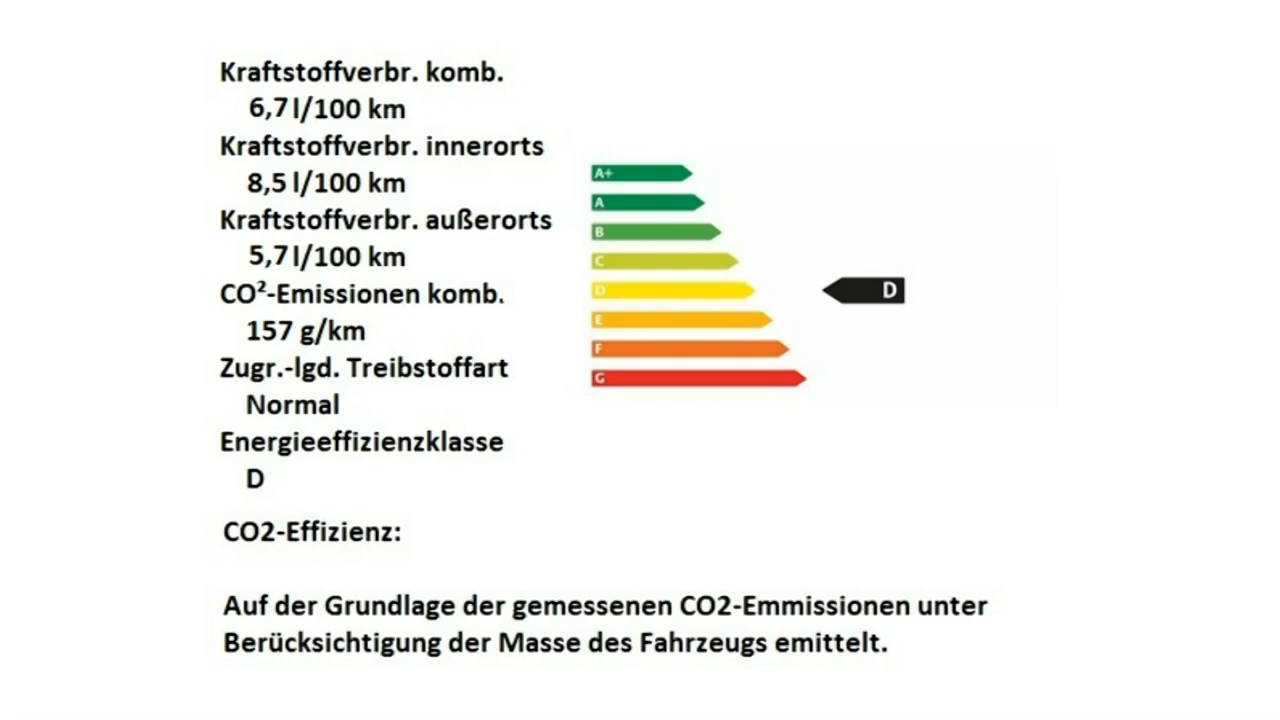 Kraftstoffverbr. komb.
6,7 l/100 km
Kraftstoffverbr. innerorts
8,5 l/100 km
Kraftstoffverbr. außerorts
5,7 l/100 km
CO²-Emissionen komb.
157 g/km
Zugr.-lgd. Treibstoffart
Normal
Energieeffizienzklasse
D
A+
A
B
C
D
D
E
F
G
CO2-Effizienz:
Auf der Grundlage der gemessenen CO2-Emmissionen unter
Berücksichtigung der Masse des Fahrzeugs emittelt.